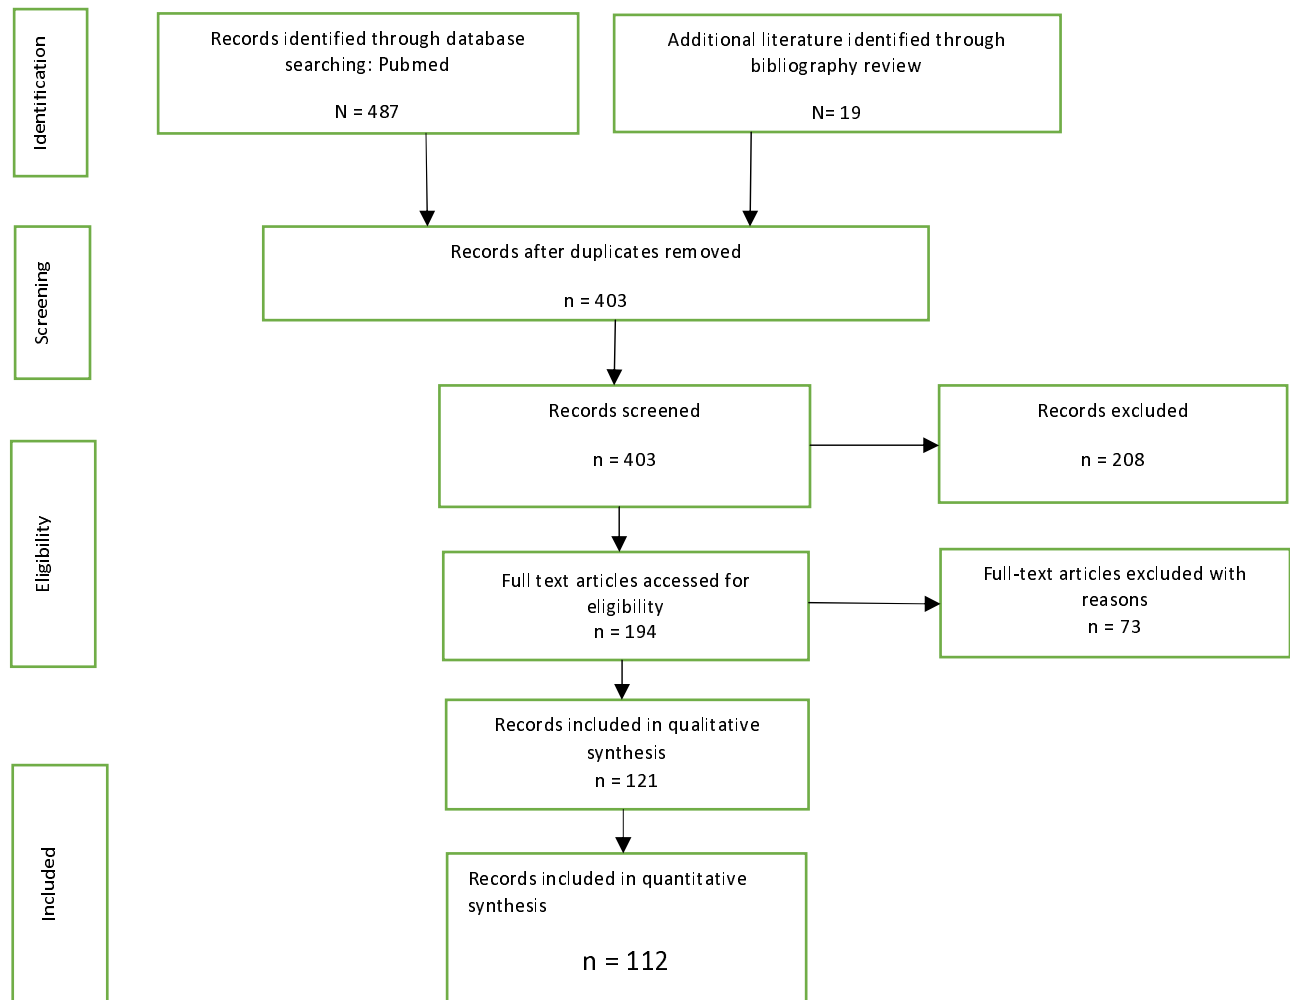 Identification
Records identified through database
searching: Pubmed
N = 487
Additional literature identified through
bibliography review
N= 19
Screening
Records after duplicates removed
n = 403
Records screened
n = 403
Records excluded
n = 208
Eligibility
Full text articles accessed for
eligibility
n = 194
Full-text articles excluded with
reasons
n = 73
Records included in qualitative
synthesis
n = 121
Included
Records included in quantitative
synthesis
n = 112